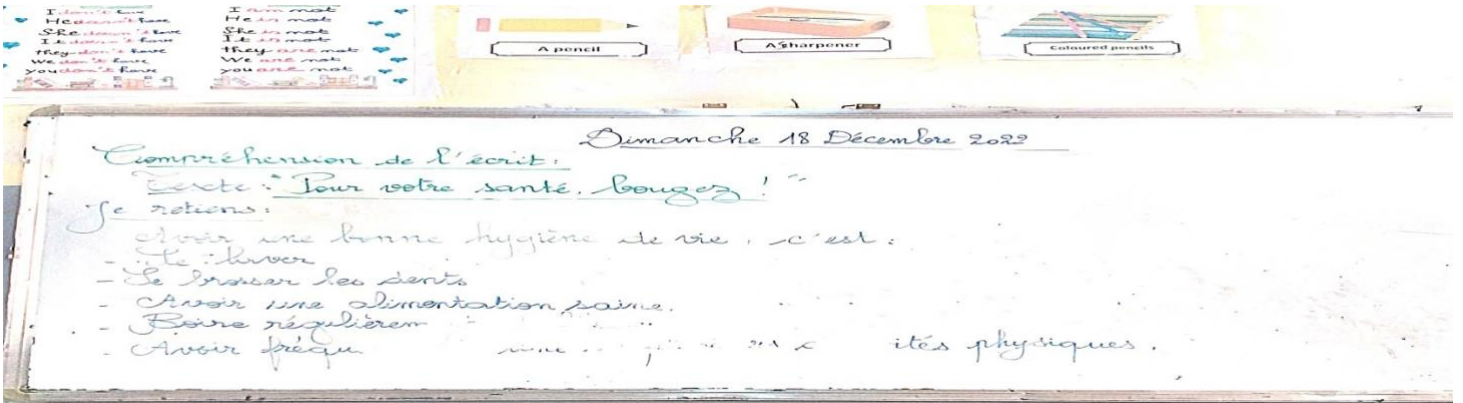 I don't have
He doesn't have
She doesn't have
It doesn't have
they don't have
We don't have
you don't have
I am not
He is not
She is not
It is not
they are not
We are not
you are not
A pencil
A sharpener
Coloured pencils
Dimanche 18 Décembre 2022
Compréhension de l'écrit:
Texte: "Pour votre santé, bougez!"
Je retiens:
Avoir une bonne hygiène de vie, c'est:
- Se laver
- Se brosser les dents
- Avoir une alimentation saine.
- Boire régulièrem
- Avoir fréqu ités physiques.